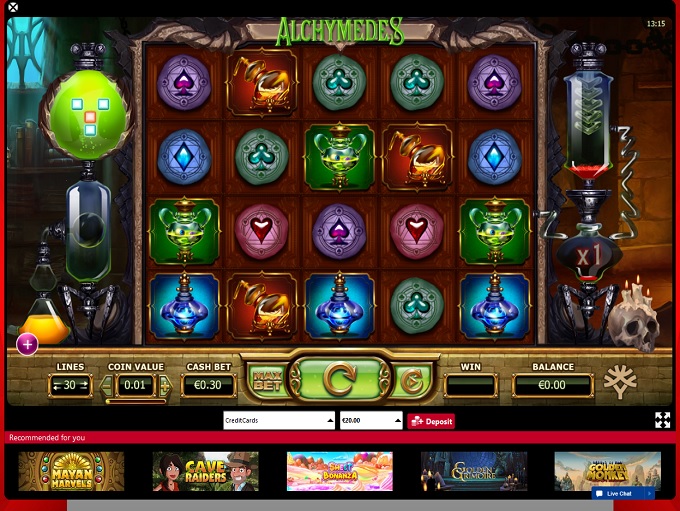 ALCHYMEDES
13:15
x1
+
LINES
30
COIN VALUE
0.01
CASH BET
€0.30
MAX
BET
WIN
BALANCE
€0.00
CreditCards
€20.00
Deposit
Recommended for you
MAYAN
MARVELS
CAVE
RAIDERS
SWEET
BONANZA
GOLDEN
GRIMOIRE
GOLDEN
MONKEY
Live Chat